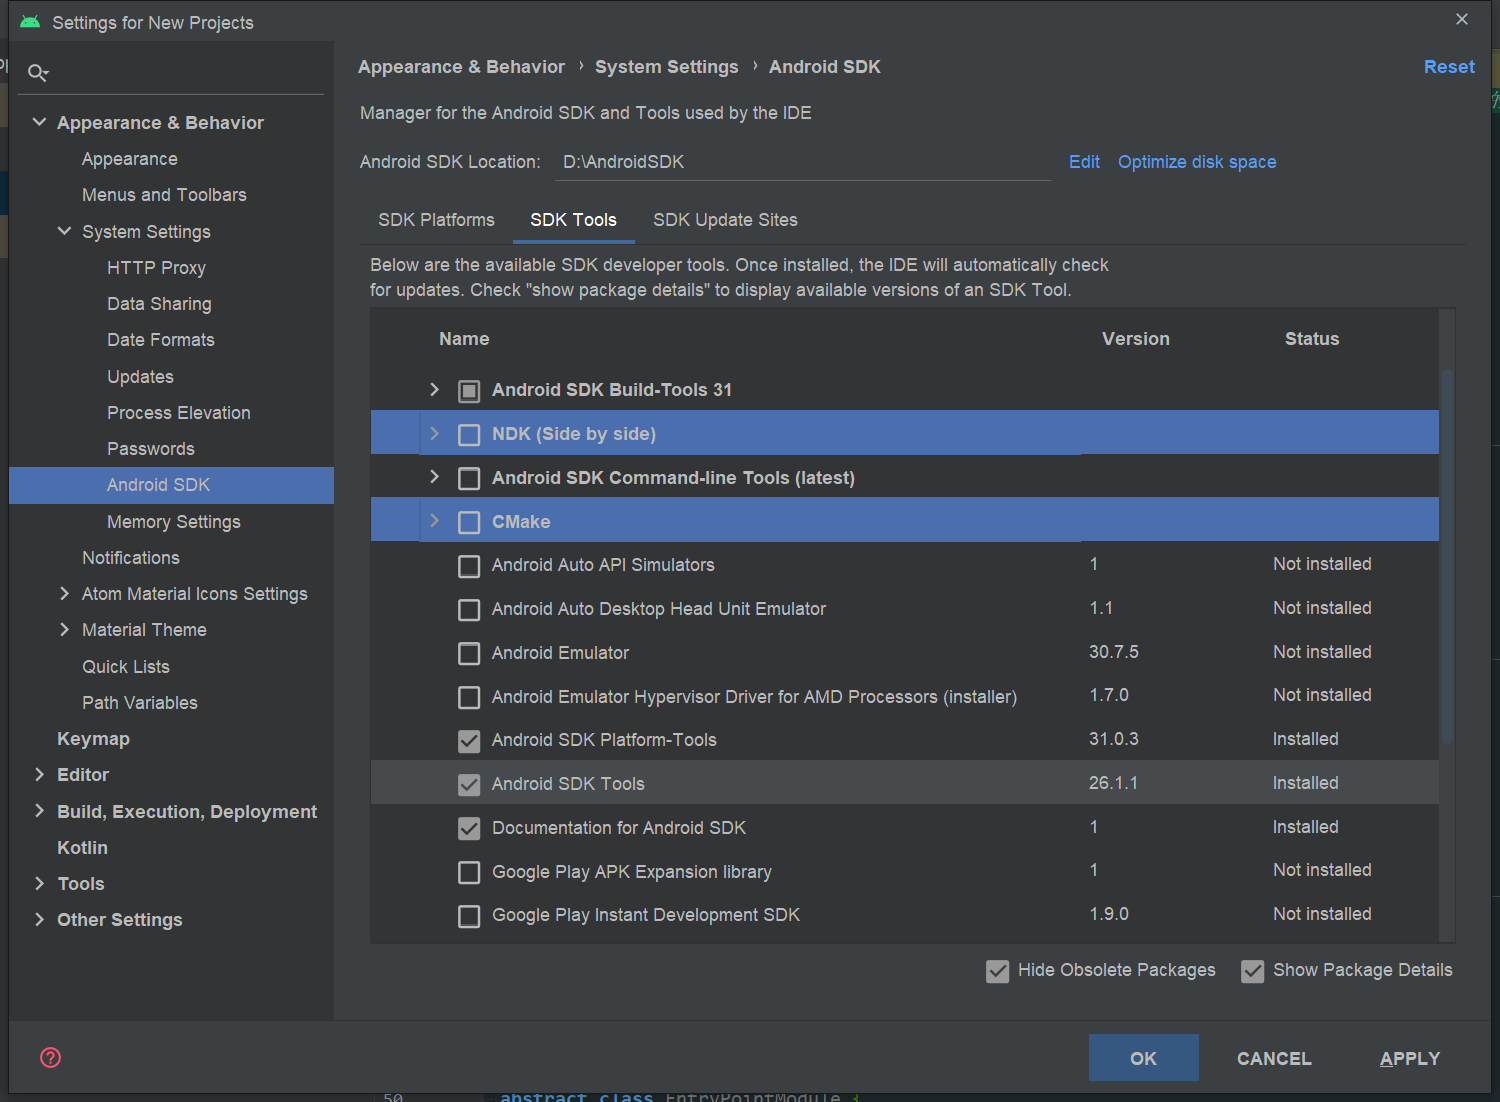 Settings for New Projects
Appearance & Behavior
Appearance
Menus and Toolbars
System Settings
HTTP Proxy
Data Sharing
Date Formats
Updates
Process Elevation
Passwords
Android SDK
Memory Settings
Notifications
Atom Material Icons Settings
Material Theme
Quick Lists
Path Variables
Keymap
Editor
Build, Execution, Deployment
Kotlin
Tools
Other Settings
Appearance & Behavior › System Settings › Android SDK
Reset
Manager for the Android SDK and Tools used by the IDE
Android SDK Location: D:\AndroidSDK Edit Optimize disk space
SDK Platforms SDK Tools SDK Update Sites
Below are the available SDK developer tools. Once installed, the IDE will automatically check
for updates. Check "show package details" to display available versions of an SDK Tool.
Name Version Status
Android SDK Build-Tools 31
NDK (Side by side)
Android SDK Command-line Tools (latest)
CMake
Android Auto API Simulators 1 Not installed
Android Auto Desktop Head Unit Emulator 1.1 Not installed
Android Emulator 30.7.5 Not installed
Android Emulator Hypervisor Driver for AMD Processors (installer) 1.7.0 Not installed
Android SDK Platform-Tools 31.0.3 Installed
Android SDK Tools 26.1.1 Installed
Documentation for Android SDK 1 Installed
Google Play APK Expansion library 1 Not installed
Google Play Instant Development SDK 1.9.0 Not installed
Hide Obsolete Packages Show Package Details
OK CANCEL APPLY
50 abstract class EntryPointModule {